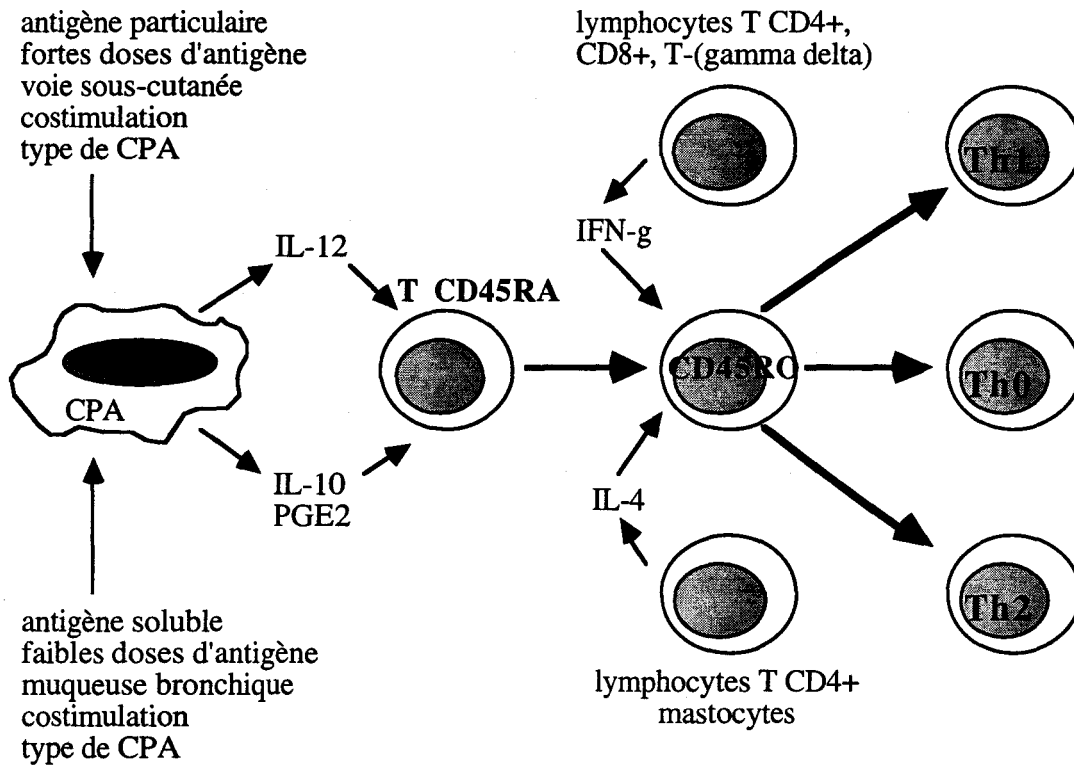 antigène particulaire
fortes doses d'antigène
voie sous-cutanée
costimulation
type de CPA
lymphocytes T CD4+,
CD8+, T-(gamma delta)
Th1
IFN-g
IL-12
T CD45RA
CPA
CD45RO
Th0
IL-10
PGE2
IL-4
Th2
antigène soluble
faibles doses d'antigène
muqueuse bronchique
costimulation
type de CPA
lymphocytes T CD4+
mastocytes